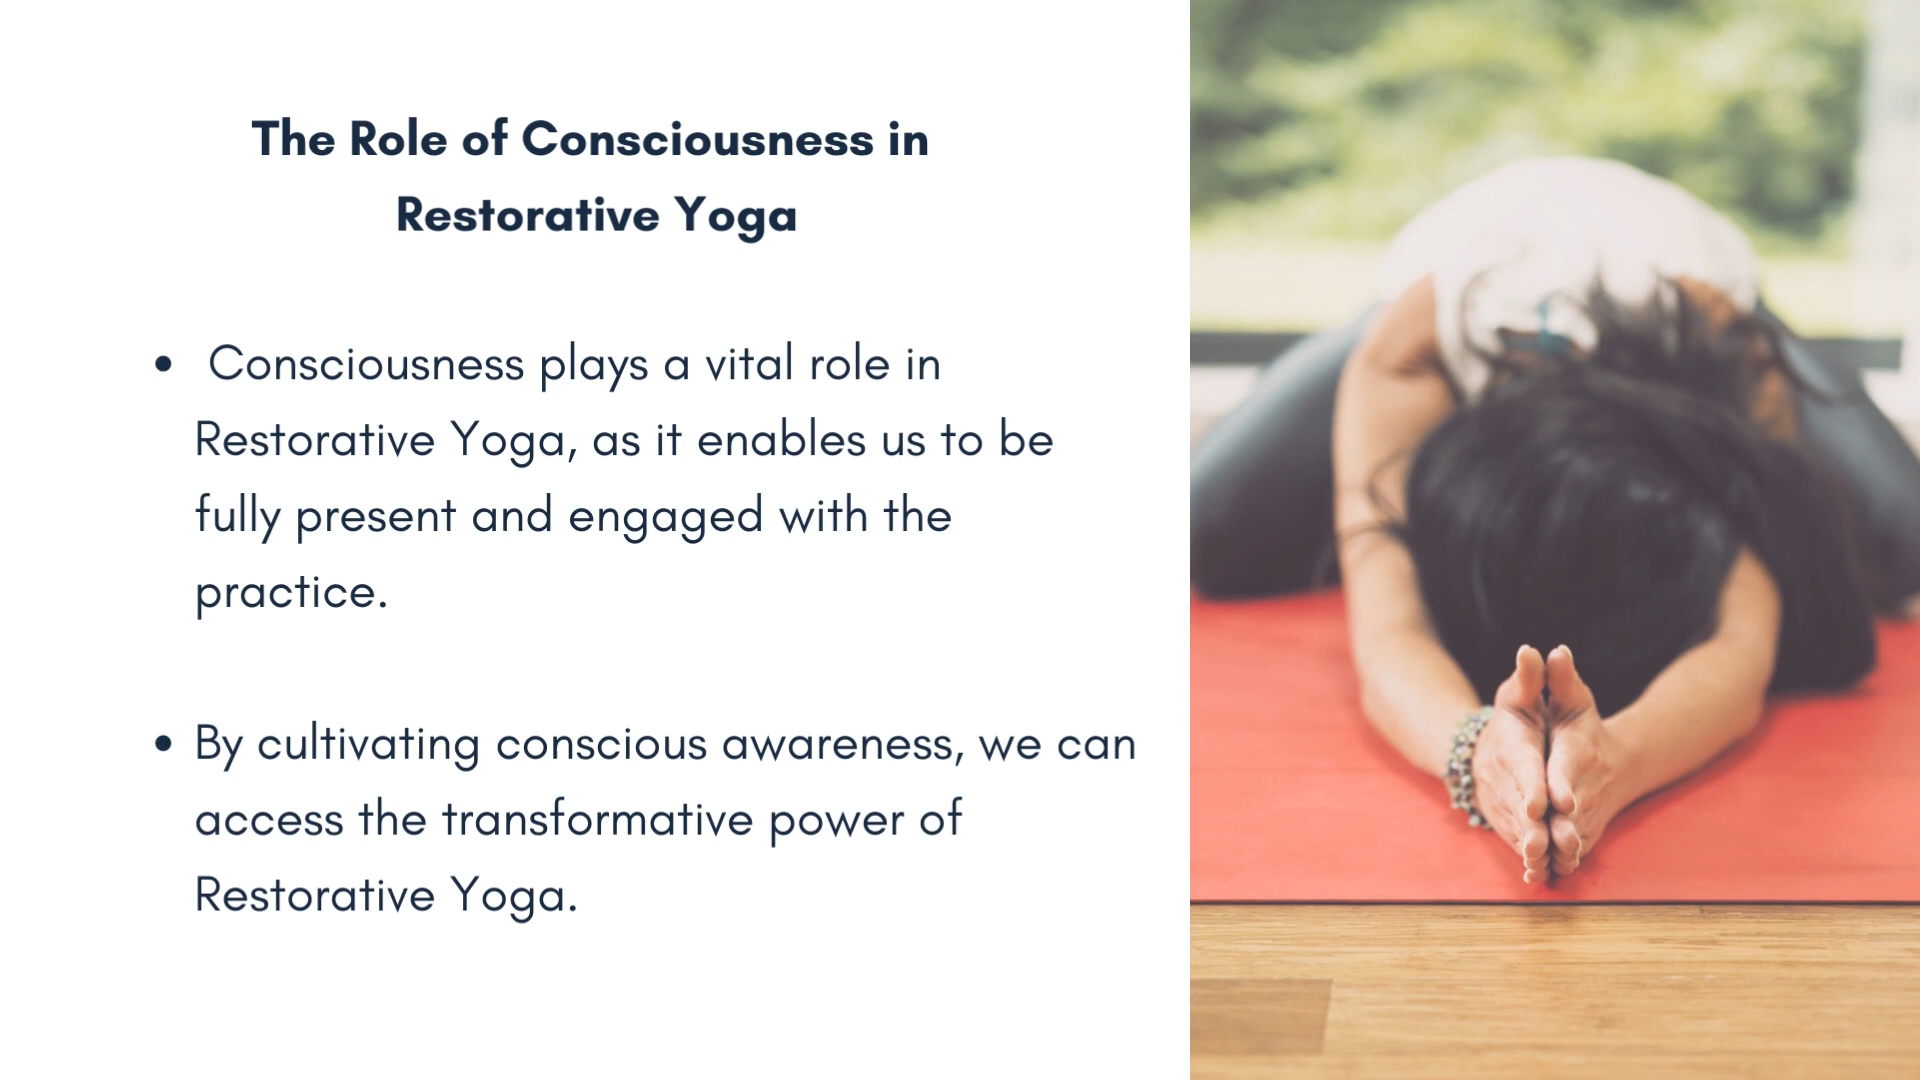 The Role of Consciousness in
Restorative Yoga
• Consciousness plays a vital role in
Restorative Yoga, as it enables us to be
fully present and engaged with the
practice.
• By cultivating conscious awareness, we can
access the transformative power of
Restorative Yoga.